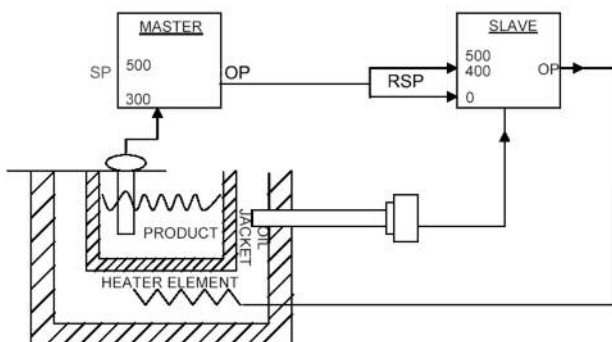 MASTER
SP
500
OP
300
SLAVE
500
400
OP
RSP
0
PRODUCT
JACKET
OIL
HEATER ELEMENT